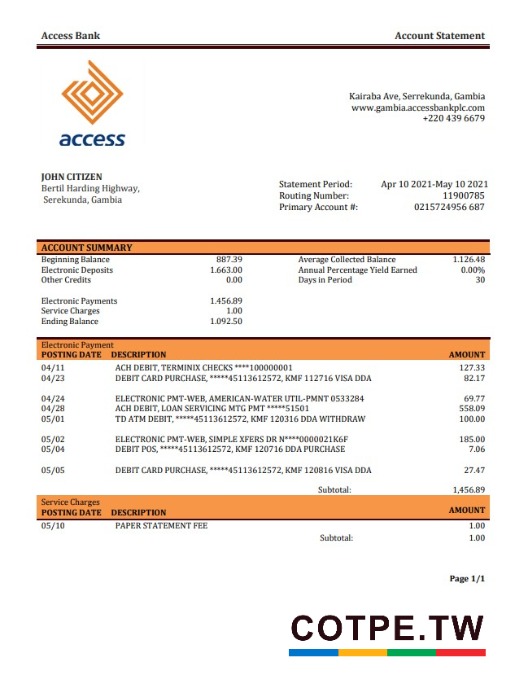 Access Bank Account Statement
access
Kairaba Ave, Serrekunda, Gambia
www.gambia.accessbankplc.com
+220 439 6679
JOHN CITIZEN
Bertil Harding Highway,
Serekunda, Gambia
Statement Period: Apr 10 2021-May 10 2021
Routing Number: 11900785
Primary Account #: 0215724956 687
ACCOUNT SUMMARY
Beginning Balance 887.39 Average Collected Balance 1.126.48
Electronic Deposits 1.663.00 Annual Percentage Yield Earned 0.00%
Other Credits 0.00 Days in Period 30
Electronic Payments 1.456.89
Service Charges 1.00
Ending Balance 1.092.50
Electronic Payment
POSTING DATE DESCRIPTION AMOUNT
04/11 ACH DEBIT, TERMINIX CHECKS ****100000001 127.33
04/23 DEBIT CARD PURCHASE, *****45113612572, KMF 112716 VISA DDA 82.17
04/24 ELECTRONIC PMT-WEB, AMERICAN-WATER UTIL-PMNT 0533284 69.77
04/28 ACH DEBIT, LOAN SERVICING MTG PMT *****51501 558.09
05/01 TD ATM DEBIT, *****45113612572, KMF 120316 DDA WITHDRAW 100.00
05/02 ELECTRONIC PMT-WEB, SIMPLE XFERS DR N****0000021K6F 185.00
05/04 DEBIT POS, *****45113612572, KMF 120716 DDA PURCHASE 7.06
05/05 DEBIT CARD PURCHASE, *****45113612572, KMF 120816 VISA DDA 27.47
Subtotal: 1,456.89
Service Charges
POSTING DATE DESCRIPTION AMOUNT
05/10 PAPER STATEMENT FEE 1.00
Subtotal: 1.00
Page 1/1
COTPE.TW